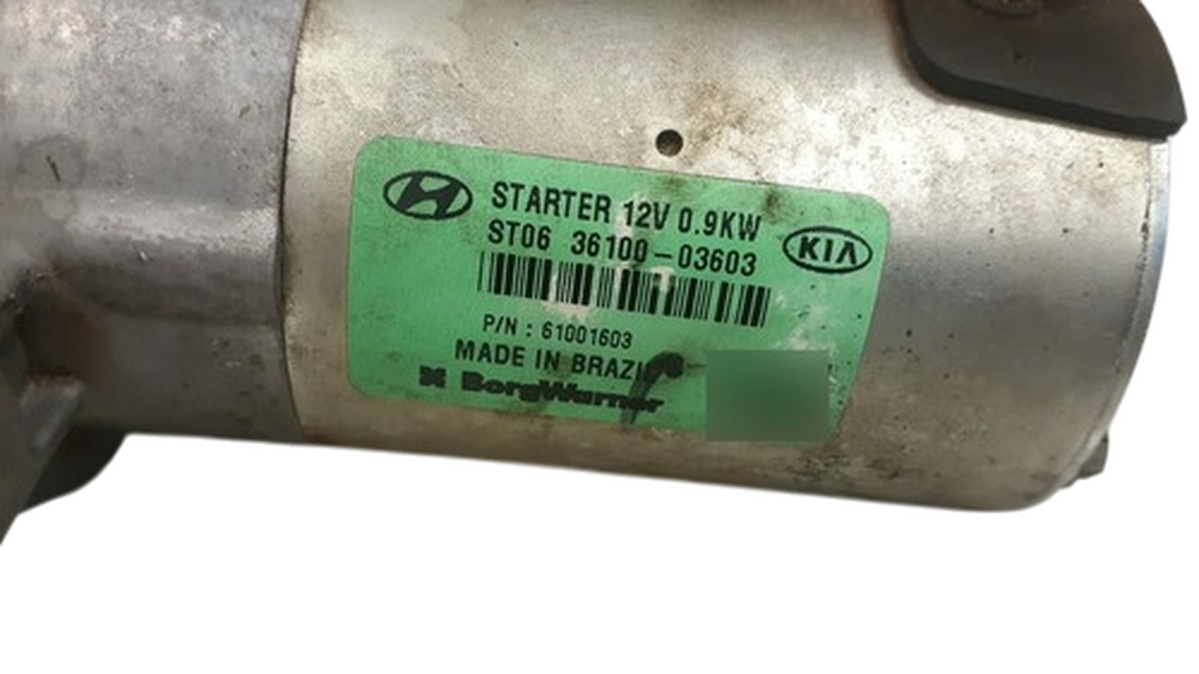 STARTER 12V 0.9KW
ST06 36100-03603
KIA
P/N : 61001603
MADE IN BRAZIL
BorgWarner